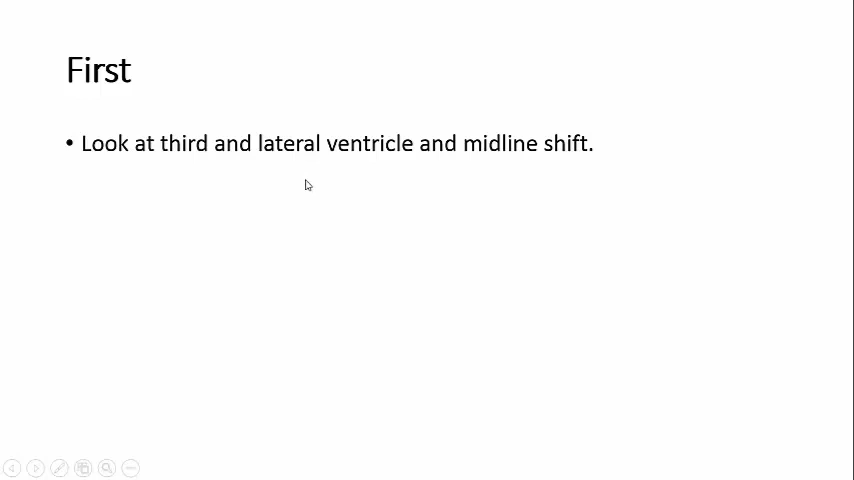 First
• Look at third and lateral ventricle and midline shift.